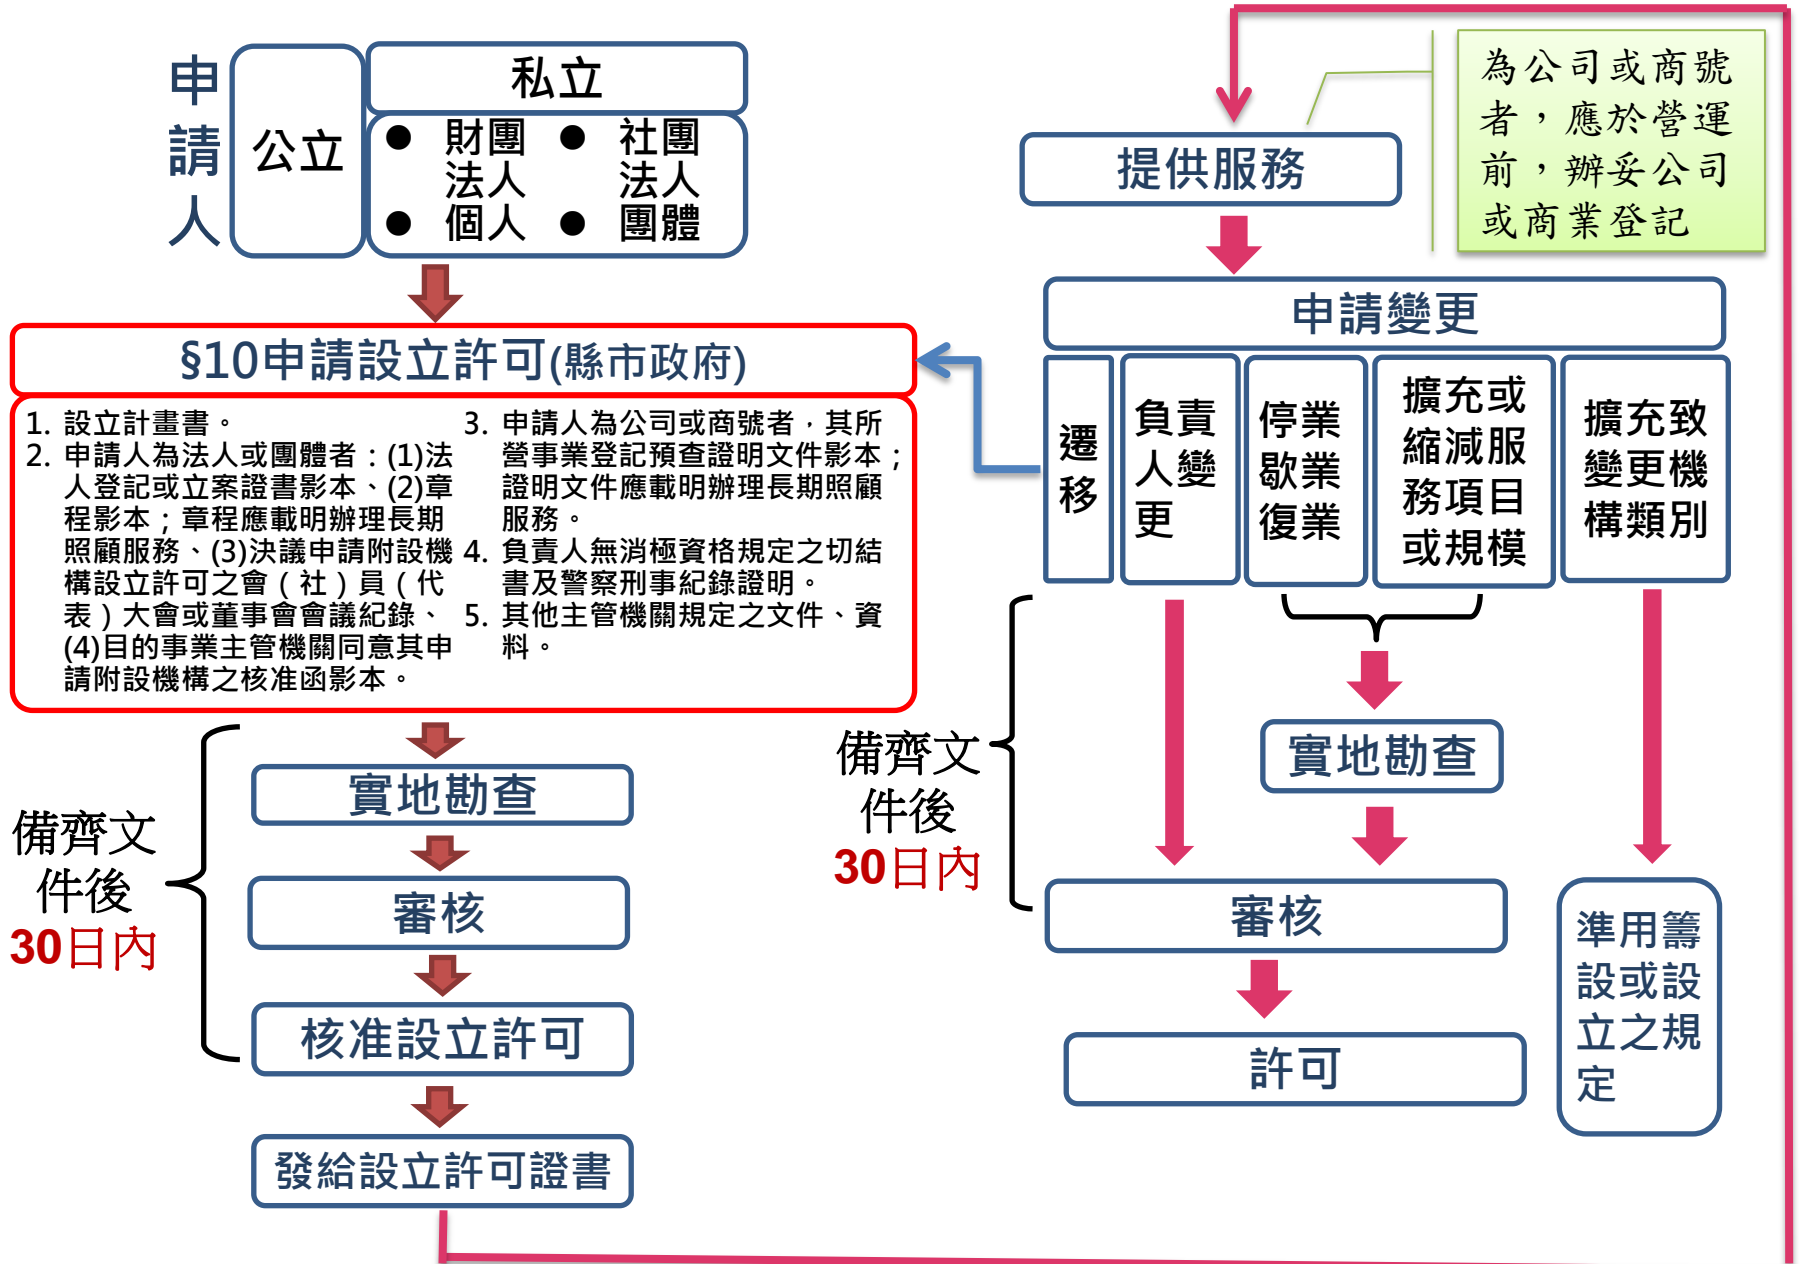 申
請
人
公立
私立
● 財團
法人
● 個人
● 社團
法人
● 團體
§10申請設立許可(縣市政府)
1. 設立計畫書。
2. 申請人為法人或團體者：(1)法
人登記或立案證書影本、(2)章
程影本；章程應載明辦理長期
照顧服務、(3)決議申請附設機
構設立許可之會（社）員（代
表）大會或董事會會議紀錄、
(4)目的事業主管機關同意其申
請附設機構之核准函影本。
3. 申請人為公司或商號者，其所
營事業登記預查證明文件影本；
證明文件應載明辦理長期照顧
服務。
4. 負責人無消極資格規定之切結
書及警察刑事紀錄證明。
5. 其他主管機關規定之文件、資
料。
備齊文
件後
30日內
實地勘查
審核
核准設立許可
發給設立許可證書
為公司或商號
者，應於營運
前，辦妥公司
或商業登記
提供服務
申請變更
遷
移
負責
人變
更
停業
歇業
復業
擴充或
縮減服
務項目
或規模
擴充致
變更機
構類別
備齊文
件後
30日內
實地勘查
審核
許可
準用籌
設或設
立之規
定